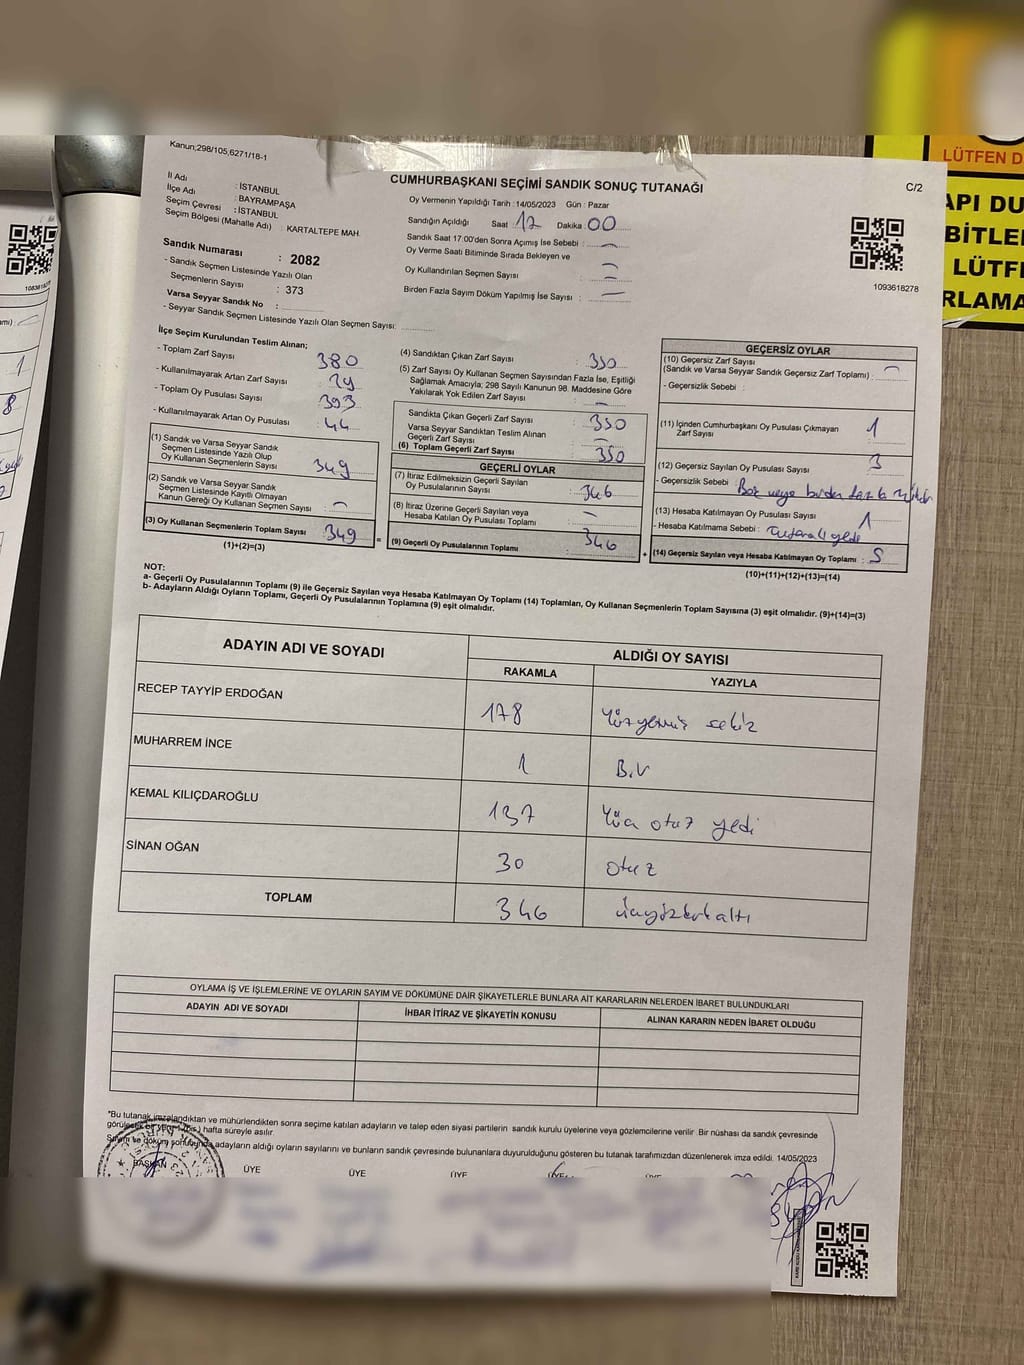 Kanun;298/105,6271/18-1
CUMHURBAŞKANI SEÇİMİ SANDIK SONUÇ TUTANAĞI
C/2
İl Adı : İSTANBUL
İlçe Adı : BAYRAMPAŞA
Seçim Çevresi : İSTANBUL
Seçim Bölgesi (Mahalle Adı) : KARTALTEPE MAH.
Sandık Numarası : 2082
- Sandık Seçmen Listesinde Yazılı Olan
Seçmenlerin Sayısı : 373
Varsa Seyyar Sandık No :
- Seyyar Sandık Seçmen Listesinde Yazılı Olan Seçmen Sayısı:
Oy Vermenin Yapıldığı Tarih : 14/05/2023 Gün : Pazar
Sandığın Açıldığı Saat 17 Dakika : 00
Sandık Saat 17:00'den Sonra Açımış İse Sebebi : —
Oy Verme Saati Bitiminde Sırada Bekleyen ve : —
Oy Kullandırılan Seçmen Sayısı : —
Birden Fazla Sayım Döküm Yapılmış İse Sayısı : —
1093618278
İlçe Seçim Kurulundan Teslim Alınan;
- Toplam Zarf Sayısı : 380
- Kullanılmayarak Artan Zarf Sayısı : 29
- Toplam Oy Pusulası Sayısı : 393
- Kullanılmayarak Artan Oy Pusulası : 44
(1) Sandık ve Varsa Seyyar Sandık
Seçmen Listesinde Yazılı Olup
Oy Kullanan Seçmenlerin Sayısı : 349
(2) Sandık ve Varsa Seyyar Sandık
Seçmen Listesinde Kayıtlı Olmayan
Kanun Gereği Oy Kullanan Seçmen Sayısı : —
(3) Oy Kullanan Seçmenlerin Toplam Sayısı : 349
(1)+(2)=(3)
(4) Sandıktan Çıkan Zarf Sayısı : 350
(5) Zarf Sayısı Oy Kullanan Seçmen Sayısından Fazla İse, Eşitliği
Sağlamak Amacıyla; 298 Sayılı Kanunun 98. Maddesine Göre
Yakılarak Yok Edilen Zarf Sayısı : —
Sandıkta Çıkan Geçerli Zarf Sayısı : 350
Varsa Seyyar Sandıktan Teslim Alınan
Geçerli Zarf Sayısı : —
(6) Toplam Geçerli Zarf Sayısı : 350
GEÇERLİ OYLAR
(7) İtiraz Edilmeksizin Geçerli Sayılan
Oy Pusulalarının Sayısı : 346
(8) İtiraz Üzerine Geçerli Sayılan veya
Hesaba Katılan Oy Pusulası Toplamı : —
(9) Geçerli Oy Pusulalarının Toplamı : 346
=
+
GEÇERSİZ OYLAR
(10) Geçersiz Zarf Sayısı
(Sandık ve Varsa Seyyar Sandık Geçersiz Zarf Toplamı) : —
- Geçersizlik Sebebi :
(11) İçinden Cumhurbaşkanı Oy Pusulası Çıkmayan
Zarf Sayısı : 1
(12) Geçersiz Sayılan Oy Pusulası Sayısı : 3
- Geçersizlik Sebebi : Boş veya birden fazla mühür
(13) Hesaba Katılmayan Oy Pusulası Sayısı : 1
- Hesaba Katılmama Sebebi :
(14) Geçersiz Sayılan veya Hesaba Katılmayan Oy Toplamı : 5
(10)+(11)+(12)+(13)=(14)
NOT:
a- Geçerli Oy Pusulalarının Toplamı (9) ile Geçersiz Sayılan veya Hesaba Katılmayan Oy Toplamı (14) Toplamları, Oy Kullanan Seçmenlerin Toplam Sayısına (3) eşit olmalıdır. (9)+(14)=(3)
b- Adayların Aldığı Oyların Toplamı, Geçerli Oy Pusulalarının Toplamına (9) eşit olmalıdır.
ADAYIN ADI VE SOYADI
ALDIĞI OY SAYISI
RAKAMLA YAZIYLA
RECEP TAYYİP ERDOĞAN 178 Yüzyetmiş sekiz
MUHARREM İNCE 1 Bir
KEMAL KILIÇDAROĞLU 137 Yüz otuz yedi
SİNAN OĞAN 30 otuz
TOPLAM 346 üçyüzkırkaltı
OYLAMA İŞ VE İŞLEMLERİNE VE OYLARIN SAYIM VE DÖKÜMÜNE DAİR ŞİKAYETLERLE BUNLARA AİT KARARLARIN NELERDEN İBARET BULUNDUKLARI
ADAYIN ADI VE SOYADI İHBAR İTİRAZ VE ŞİKAYETİN KONUSU ALINAN KARARIN NEDEN İBARET OLDUĞU
"Bu tutanak imzalandıktan ve mühürlendikten sonra seçime katılan adayların ve talep eden siyasi partilerin sandık kurulu üyelerine veya gözlemcilerine verilir. Bir nüshası da sandık çevresinde
görülecek bir yere 1 (bir) hafta süreyle asılır.
Sayım ve döküm sonucunda adayların aldığı oyların sayılarını ve bunların sandık çevresinde bulunanlara duyurulduğunu gösteren bu tutanak tarafımızdan düzenlenerek imza edildi. 14/05/2023
BAŞKAN ÜYE ÜYE ÜYE ÜYE ÜYE
LÜTFEN D
API DU
BİTLE
LÜTF
RLAMA